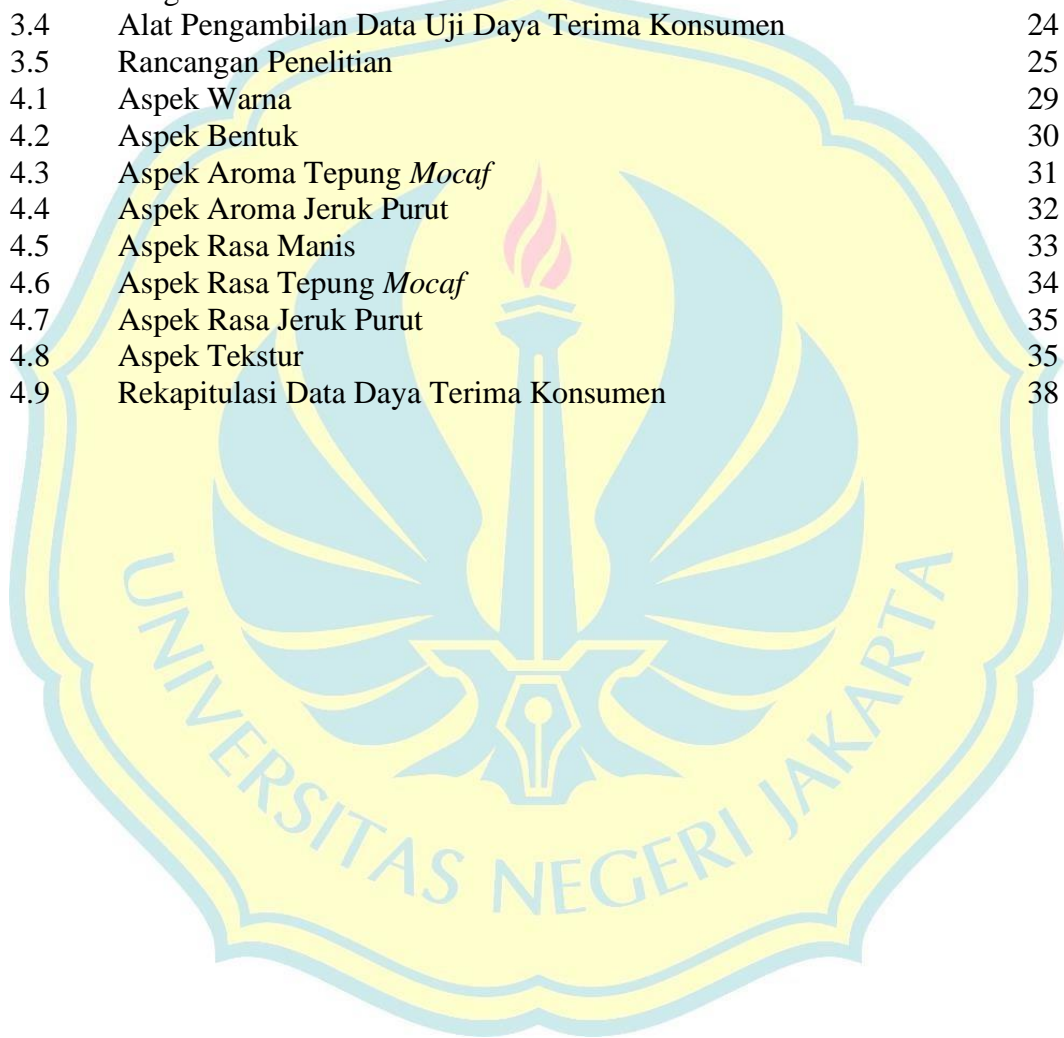 3.4 Alat Pengambilan Data Uji Daya Terima Konsumen 24
3.5 Rancangan Penelitian 25
4.1 Aspek Warna 29
4.2 Aspek Bentuk 30
4.3 Aspek Aroma Tepung Mocaf 31
4.4 Aspek Aroma Jeruk Purut 32
4.5 Aspek Rasa Manis 33
4.6 Aspek Rasa Tepung Mocaf 34
4.7 Aspek Rasa Jeruk Purut 35
4.8 Aspek Tekstur 35
4.9 Rekapitulasi Data Daya Terima Konsumen 38
UNIVERSITAS NEGERI JAKARTA